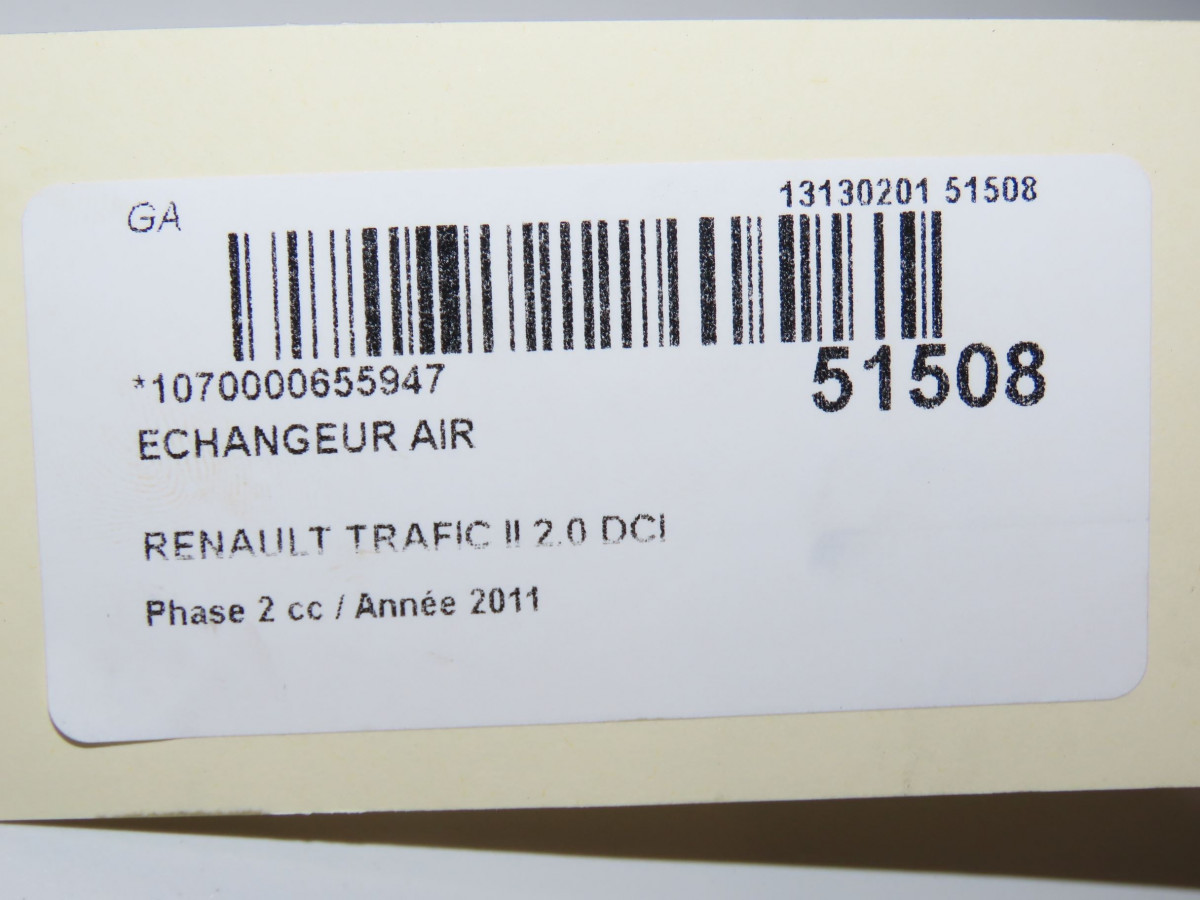 GA
13130201 51508
*1070000655947
51508
ECHANGEUR AIR
RENAULT TRAFIC II 2.0 DCI
Phase 2 cc / Année 2011